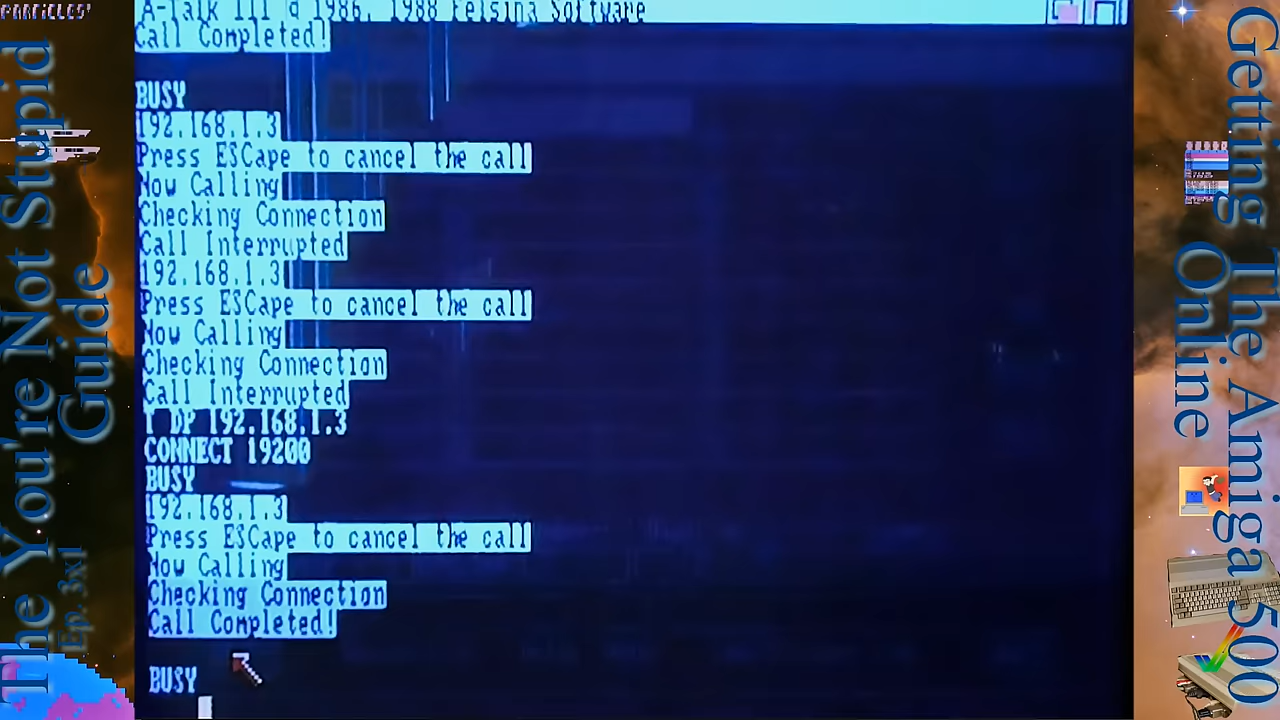 PARTICLES'
The You're Not Stupid
Guide
Ep. 3x1
A-Talk III © 1986, 1988 Felsina Software
Call Completed!
BUSY
192.168.1.3
Press ESCape to cancel the call
Now Calling
Checking Connection
Call Interrupted
192.168.1.3
Press ESCape to cancel the call
Now Calling
Checking Connection
Call Interrupted
T DP 192.168.1.3
CONNECT 19200
BUSY
192.168.1.3
Press ESCape to cancel the call
Now Calling
Checking Connection
Call Completed!
BUSY
Getting The Amiga 500
Online